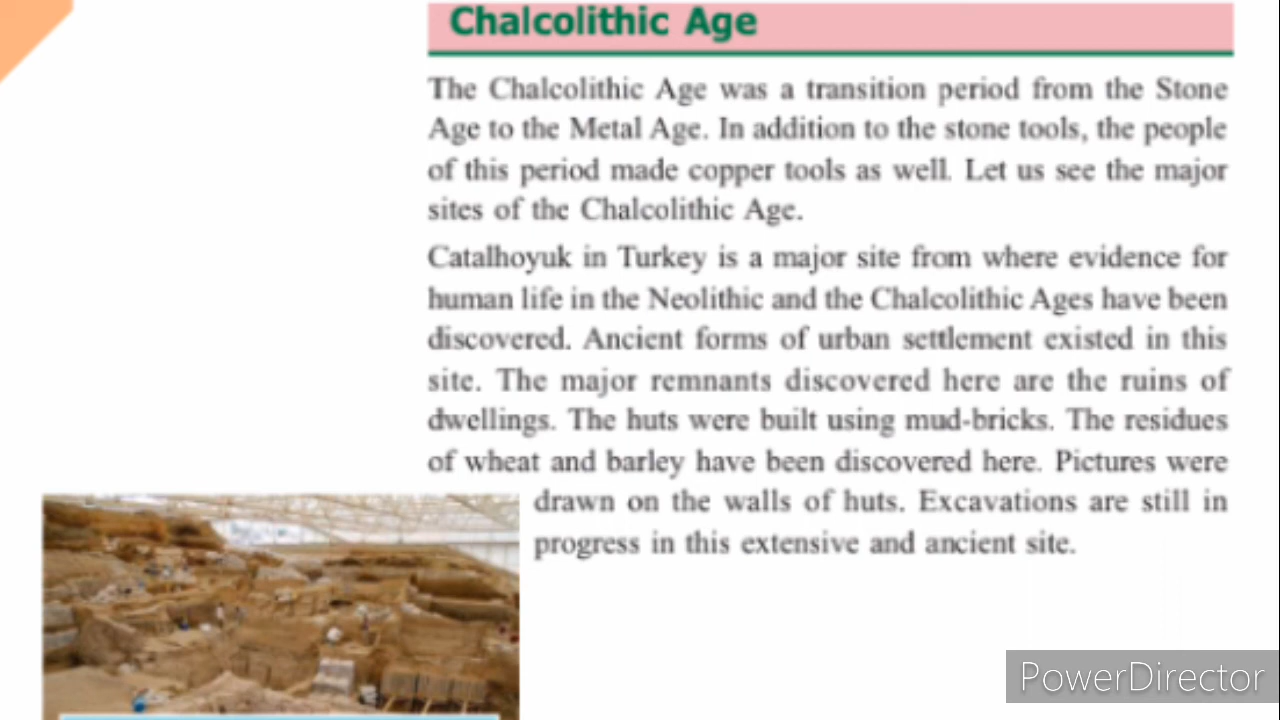 Chalcolithic Age
The Chalcolithic Age was a transition period from the Stone
Age to the Metal Age. In addition to the stone tools, the people
of this period made copper tools as well. Let us see the major
sites of the Chalcolithic Age.
Catalhoyuk in Turkey is a major site from where evidence for
human life in the Neolithic and the Chalcolithic Ages have been
discovered. Ancient forms of urban settlement existed in this
site. The major remnants discovered here are the ruins of
dwellings. The huts were built using mud-bricks. The residues
of wheat and barley have been discovered here. Pictures were
drawn on the walls of huts. Excavations are still in
progress in this extensive and ancient site.
PowerDirector